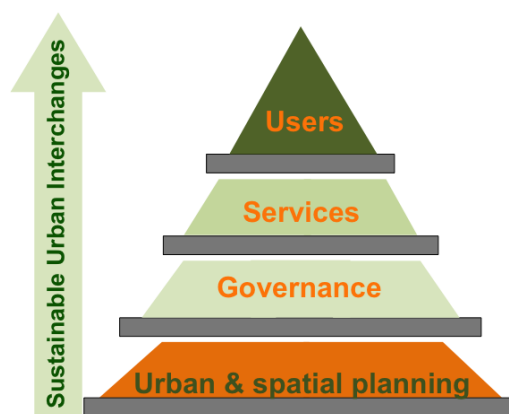 Sustainable Urban Interchanges
Users
Services
Governance
Urban & spatial planning